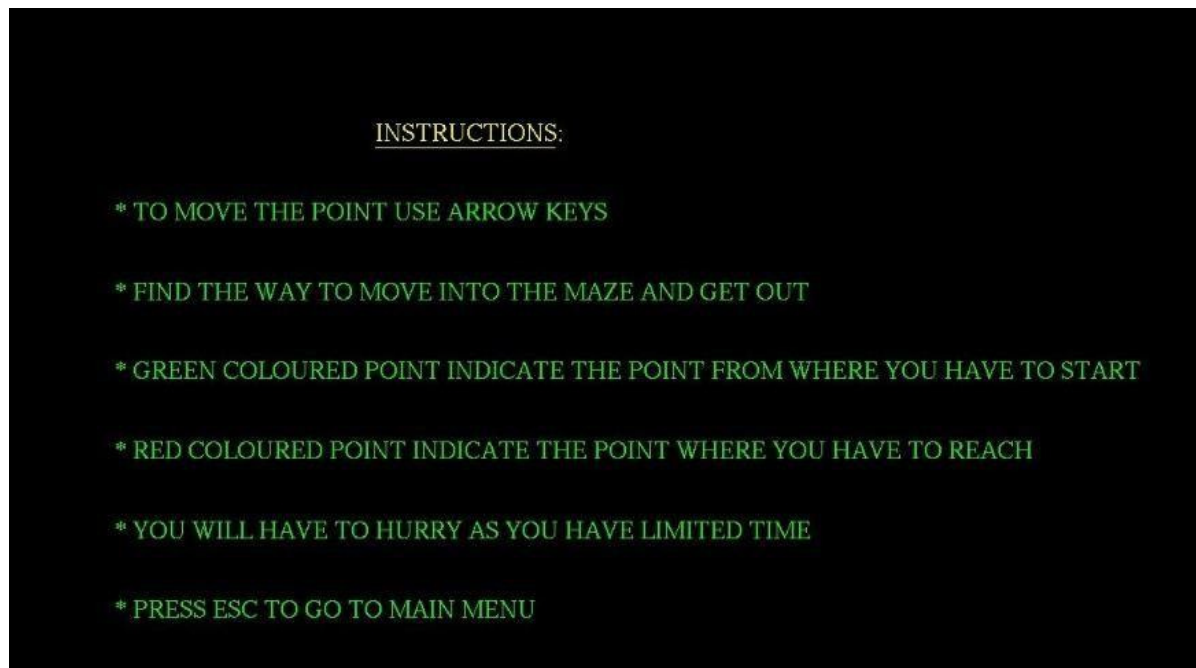 INSTRUCTIONS:
* TO MOVE THE POINT USE ARROW KEYS
* FIND THE WAY TO MOVE INTO THE MAZE AND GET OUT
* GREEN COLOURED POINT INDICATE THE POINT FROM WHERE YOU HAVE TO START
* RED COLOURED POINT INDICATE THE POINT WHERE YOU HAVE TO REACH
* YOU WILL HAVE TO HURRY AS YOU HAVE LIMITED TIME
* PRESS ESC TO GO TO MAIN MENU